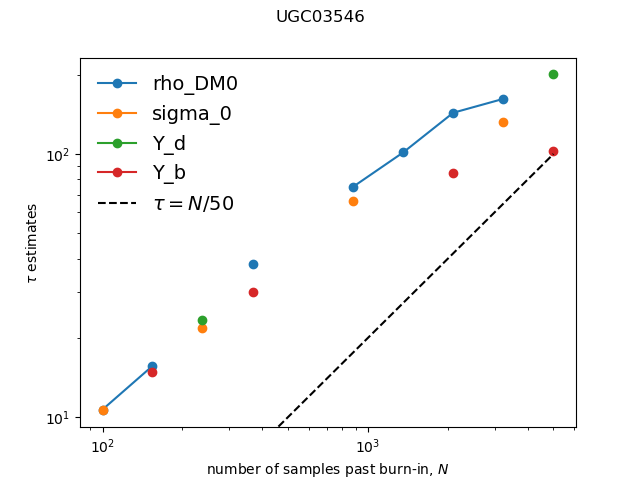 UGC03546
rho_DM0
sigma_0
Y_d
Y_b
τ = N/50
τ estimates
10²
10¹
10²
10³
number of samples past burn-in, N